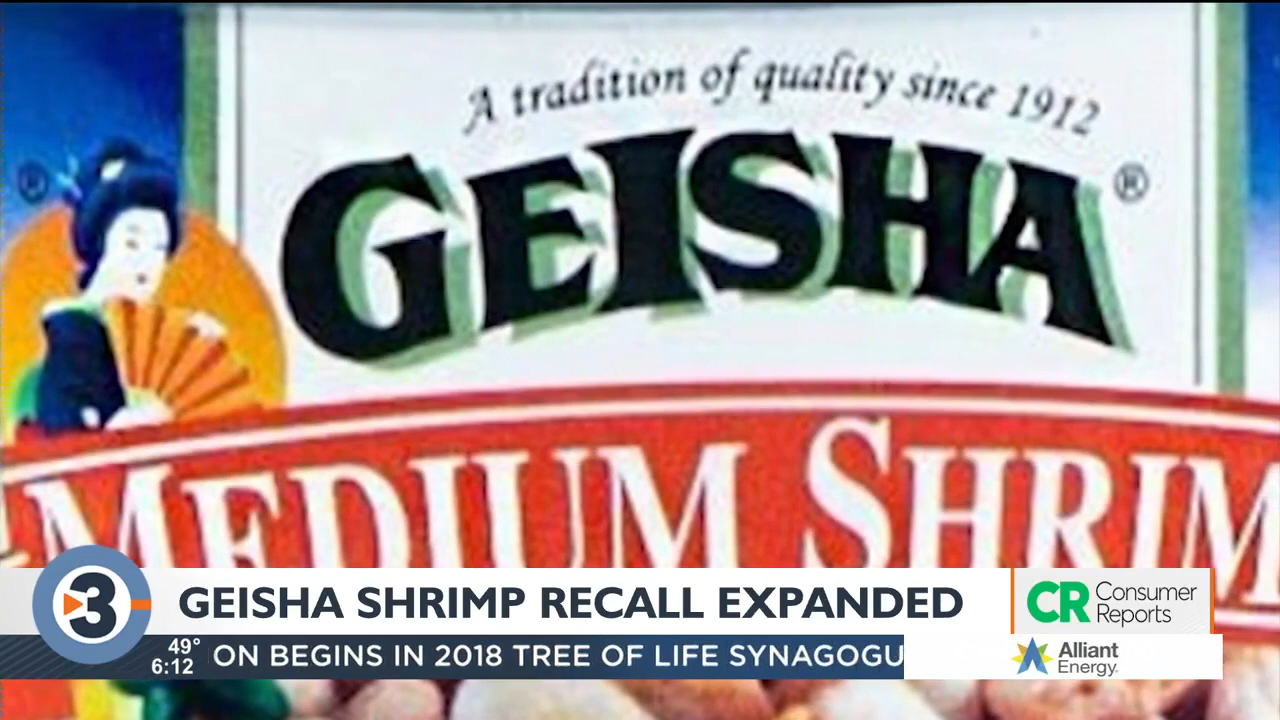 A tradition of quality since 1912
GEISHA ®
®
MEDIUM SHRIM
3
GEISHA SHRIMP RECALL EXPANDED
CR Consumer
Reports
49°
6:12
ON BEGINS IN 2018 TREE OF LIFE SYNAGOGU
Alliant
Energy